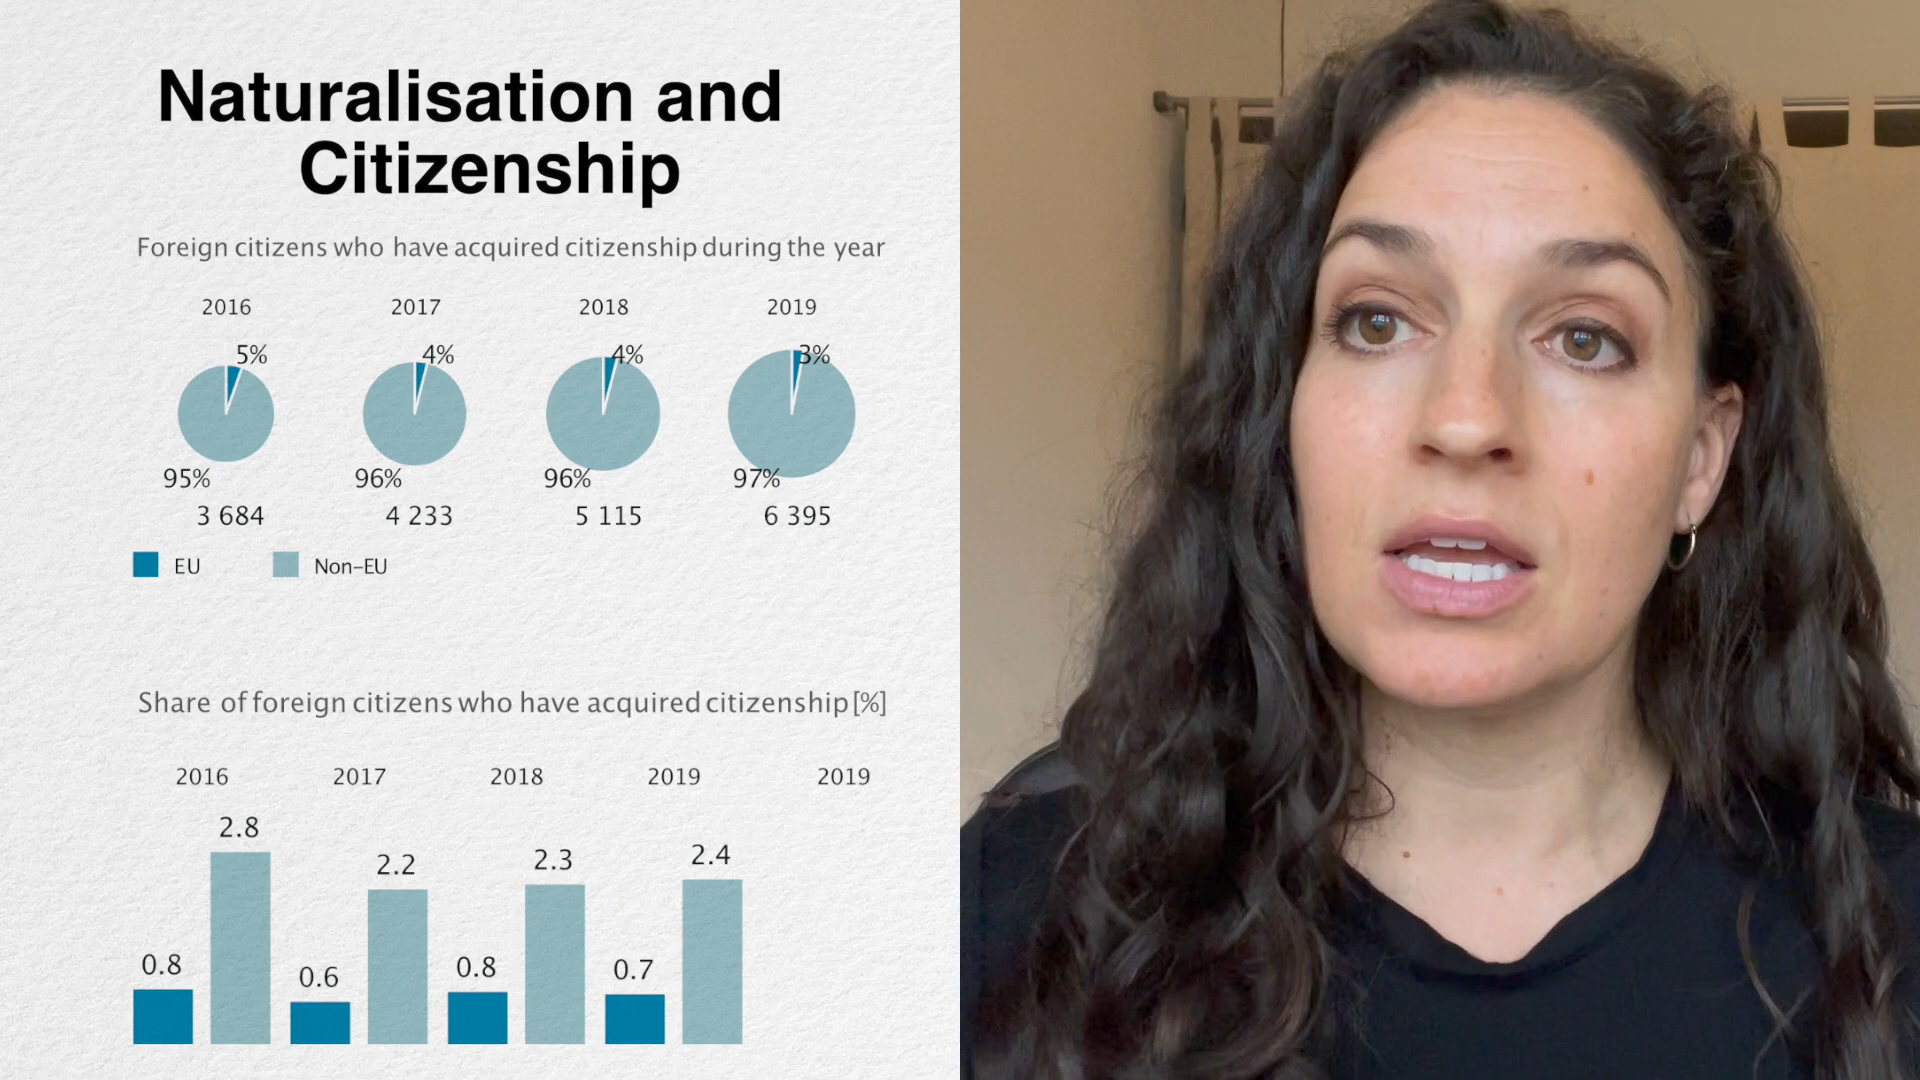 Naturalisation and
Citizenship
Foreign citizens who have acquired citizenship during the year
2016 2017 2018 2019
5% 4% 4% 3%
95% 96% 96% 97%
3 684 4 233 5 115 6 395
EU Non-EU
Share of foreign citizens who have acquired citizenship [%]
2016 2017 2018 2019 2019
2.8 2.2 2.3 2.4
0.8 0.6 0.8 0.7